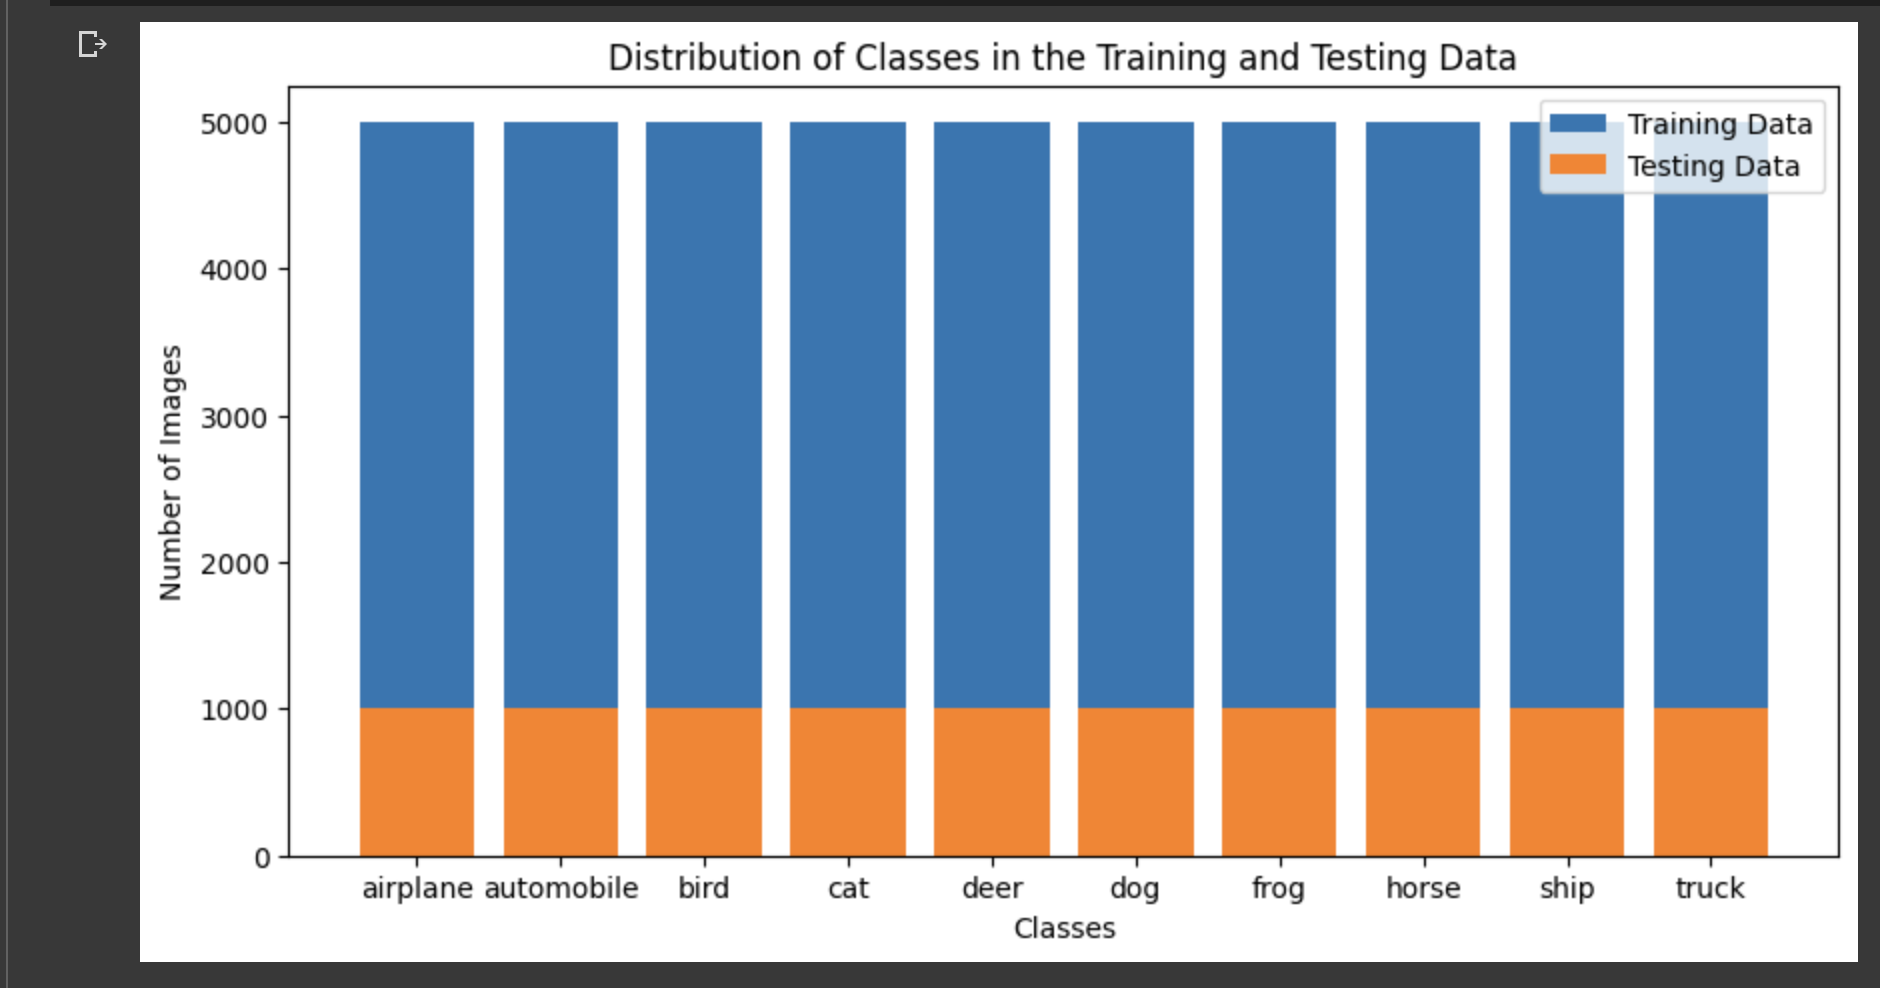 Distribution of Classes in the Training and Testing Data
Training Data
Testing Data
5000
4000
3000
2000
1000
0
Number of Images
airplane automobile bird cat deer dog frog horse ship truck
Classes